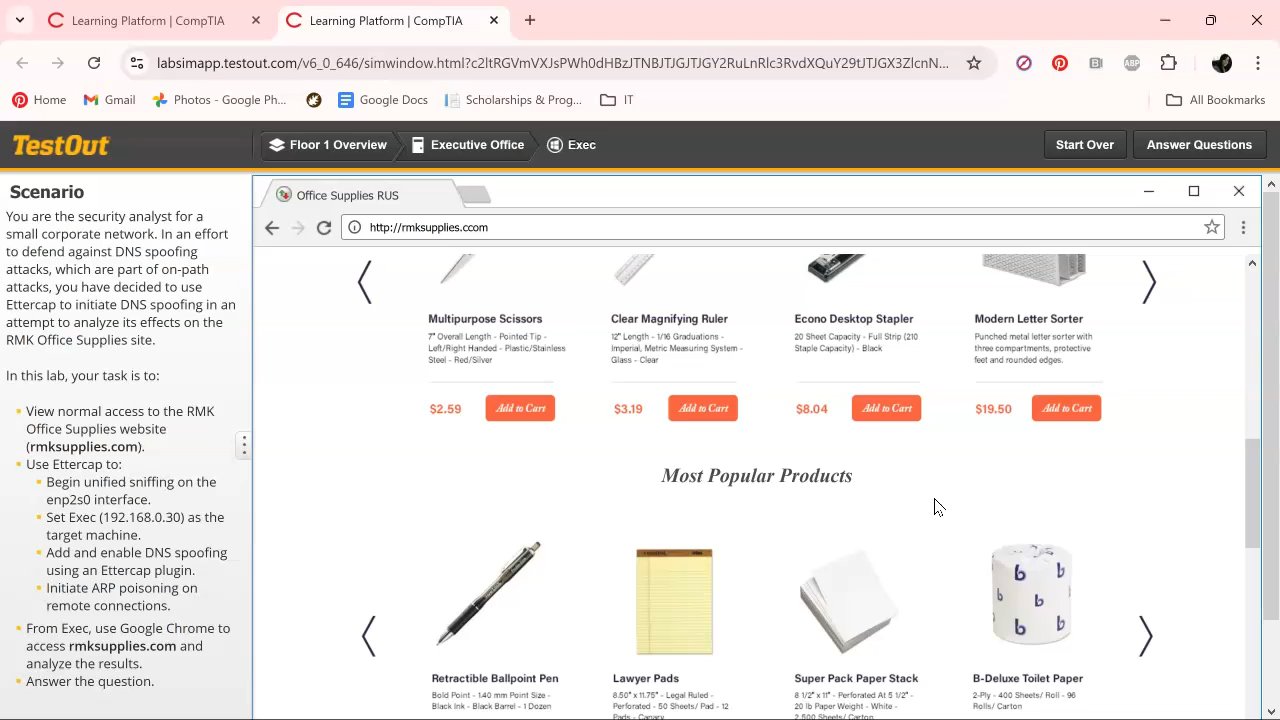 Learning Platform | CompTIA
Learning Platform | CompTIA
labsimapp.testout.com/v6_0_646/simwindow.html?c2ltRGVmVXJsPWh0dHBzJTNBJTJGJTJGY2RuLnRlc3RvdXQuY29tJTJGX3ZlcnN...
Home
Gmail
Photos - Google Ph...
Google Docs
Scholarships & Prog...
IT
All Bookmarks
TestOut
Floor 1 Overview
Executive Office
Exec
Start Over
Answer Questions
Scenario
You are the security analyst for a
small corporate network. In an effort
to defend against DNS spoofing
attacks, which are part of on-path
attacks, you have decided to use
Ettercap to initiate DNS spoofing in an
attempt to analyze its effects on the
RMK Office Supplies site.
In this lab, your task is to:
View normal access to the RMK
Office Supplies website
(rmksupplies.com).
Use Ettercap to:
Begin unified sniffing on the
enp2s0 interface.
Set Exec (192.168.0.30) as the
target machine.
Add and enable DNS spoofing
using an Ettercap plugin.
Initiate ARP poisoning on
remote connections.
From Exec, use Google Chrome to
access rmksupplies.com and
analyze the results.
Answer the question.
Office Supplies RUS
http://rmksupplies.ccom
Multipurpose Scissors
7" Overall Length - Pointed Tip -
Left/Right Handed - Plastic/Stainless
Steel - Red/Silver
$2.59
Add to Cart
Clear Magnifying Ruler
12" Length - 1/16 Graduations -
Imperial, Metric Measuring System -
Glass - Clear
$3.19
Add to Cart
Econo Desktop Stapler
20 Sheet Capacity - Full Strip (210
Staple Capacity) - Black
$8.04
Add to Cart
Modern Letter Sorter
Punched metal letter sorter with
three compartments, protective
feet and rounded edges.
$19.50
Add to Cart
Most Popular Products
Retractible Ballpoint Pen
Bold Point - 1.40 mm Point Size -
Black Ink - Black Barrel - 1 Dozen
Lawyer Pads
8.50" x 11.75" - Legal Ruled -
Perforated - 50 Sheets/ Pad - 12
Pads - Canary
Super Pack Paper Stack
8 1/2" x 11" - Perforated At 5 1/2" -
20 lb Paper Weight - White -
2,500 Sheets/ Carton
B-Deluxe Toilet Paper
2-Ply - 400 Sheets/ Roll - 96
Rolls/ Carton